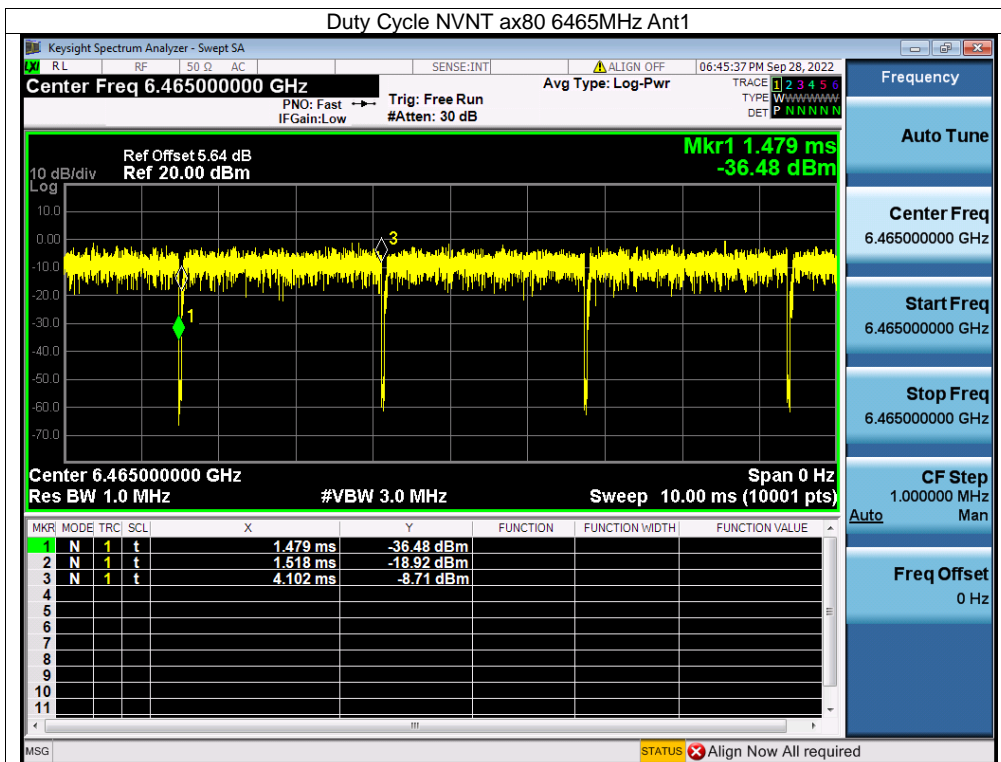 Duty Cycle NVNT ax80 6465MHz Ant1
Keysight Spectrum Analyzer - Swept SA
LXI RL RF 50 Ω AC SENSE:INT ALIGN OFF 06:45:37 PM Sep 28, 2022
Center Freq 6.465000000 GHz Avg Type: Log-Pwr TRACE 1 2 3 4 5 6
PNO: Fast Trig: Free Run TYPE WWWWWW
IFGain:Low #Atten: 30 dB DET P N N N N N
Frequency
Auto Tune
Center Freq
6.465000000 GHz
Start Freq
6.465000000 GHz
Stop Freq
6.465000000 GHz
CF Step
1.000000 MHz
Auto Man
Freq Offset
0 Hz
Mkr1 1.479 ms
-36.48 dBm
Ref Offset 5.64 dB
10 dB/div Ref 20.00 dBm
Log
10.0
0.00
-10.0
-20.0
-30.0
-40.0
-50.0
-60.0
-70.0
3
1
Center 6.465000000 GHz Span 0 Hz
Res BW 1.0 MHz #VBW 3.0 MHz Sweep 10.00 ms (10001 pts)
MKR MODE TRC SCL X Y FUNCTION FUNCTION WIDTH FUNCTION VALUE
1 N 1 t 1.479 ms -36.48 dBm
2 N 1 t 1.518 ms -18.92 dBm
3 N 1 t 4.102 ms -8.71 dBm
4
5
6
7
8
9
10
11
MSG STATUS Align Now All required